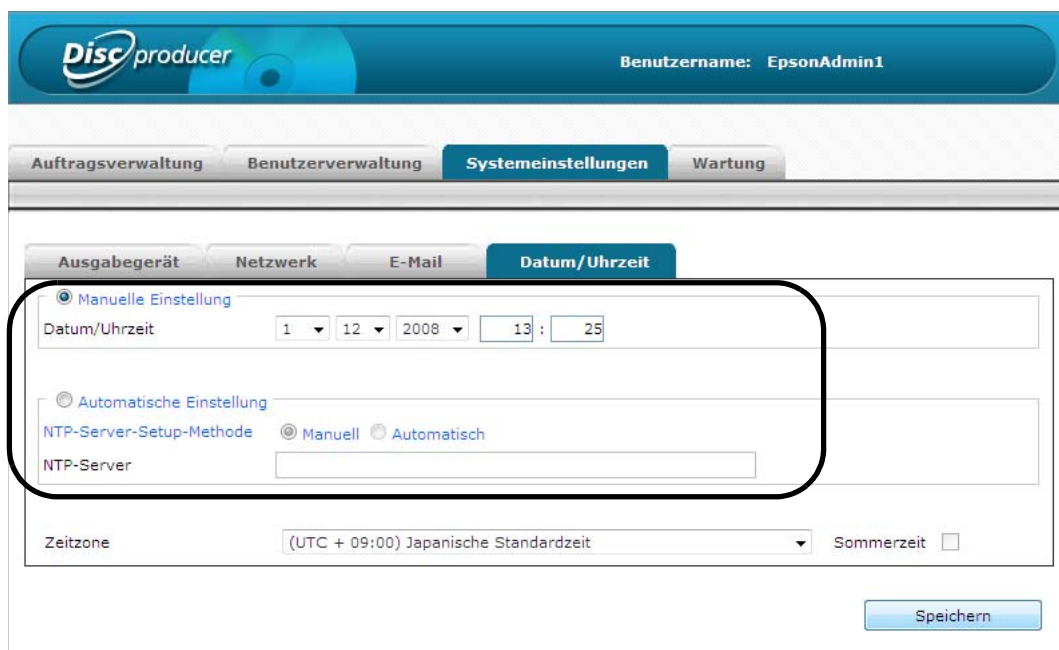 Disc producer
Benutzername: EpsonAdmin1
Auftragsverwaltung Benutzerverwaltung Systemeinstellungen Wartung
Ausgabegerät Netzwerk E-Mail Datum/Uhrzeit
Manuelle Einstellung
Datum/Uhrzeit 1 12 2008 13 : 25
Automatische Einstellung
NTP-Server-Setup-Methode Manuell Automatisch
NTP-Server
Zeitzone (UTC + 09:00) Japanische Standardzeit Sommerzeit
Speichern